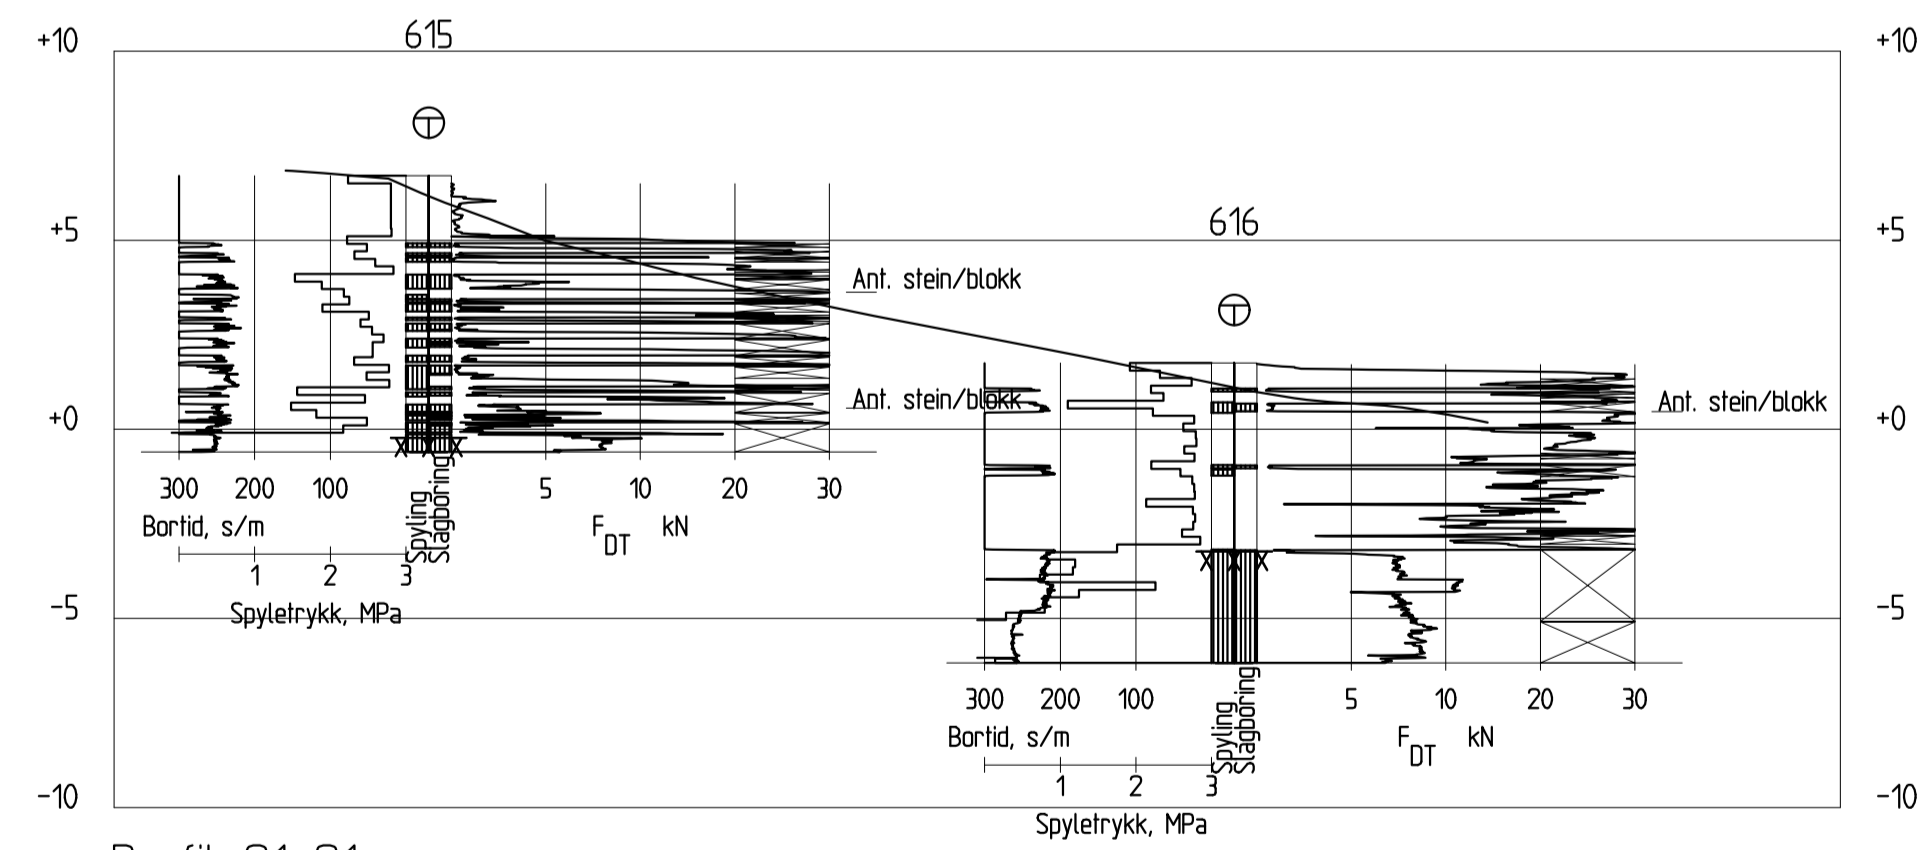 615
+10 +10
616
+5 +5
Ant. stein/blokk
Ant. stein/blokk
Ant. stein/blokk
+0 +0
300 200 100 5 10 20 30
Spyling
Slagboring
Bortid, s/m
F DT kN
1 2 3
Spyletrykk, MPa
-5 -5
300 200 100 5 10 20 30
Spyling
Slagboring
Bortid, s/m
F DT kN
1 2 3
-10 -10
Spyletrykk, MPa